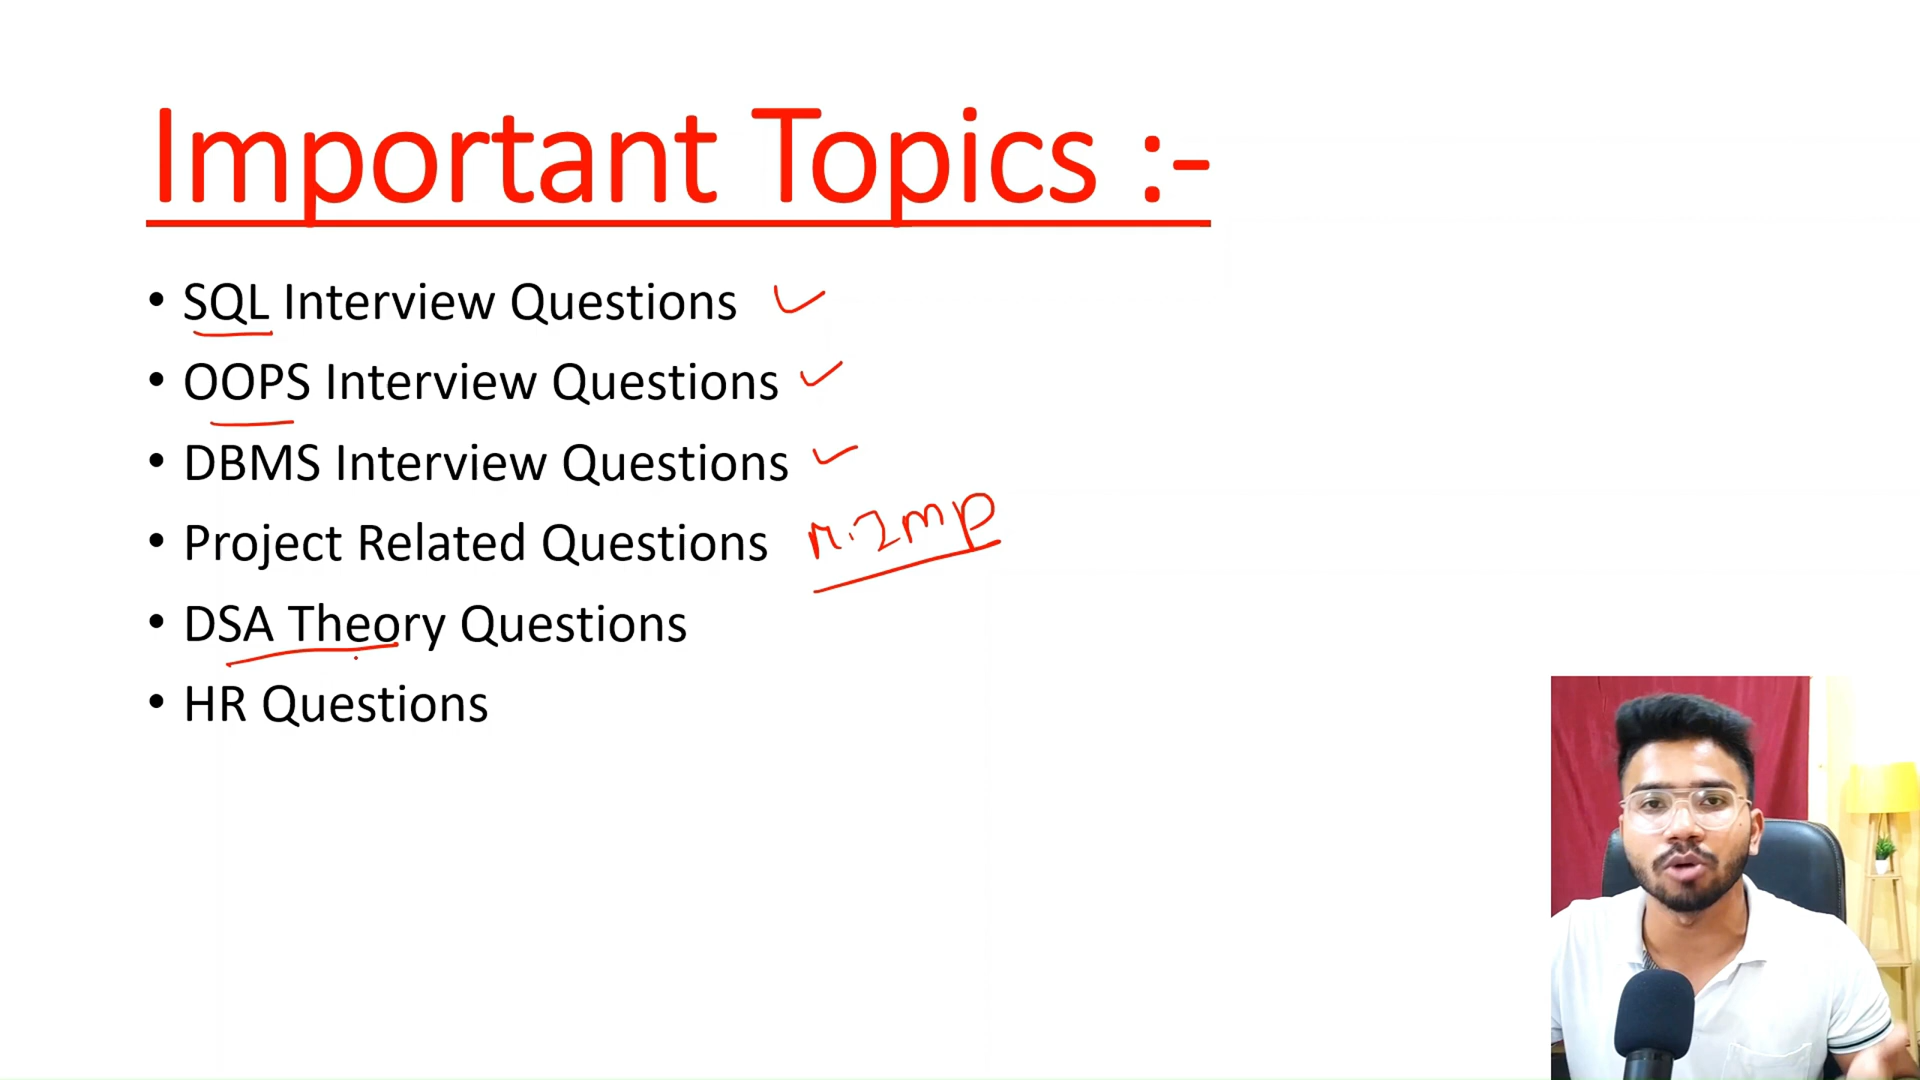 Important Topics :-
• SQL Interview Questions
• OOPS Interview Questions
• DBMS Interview Questions
• Project Related Questions Imp
• DSA Theory Questions
• HR Questions